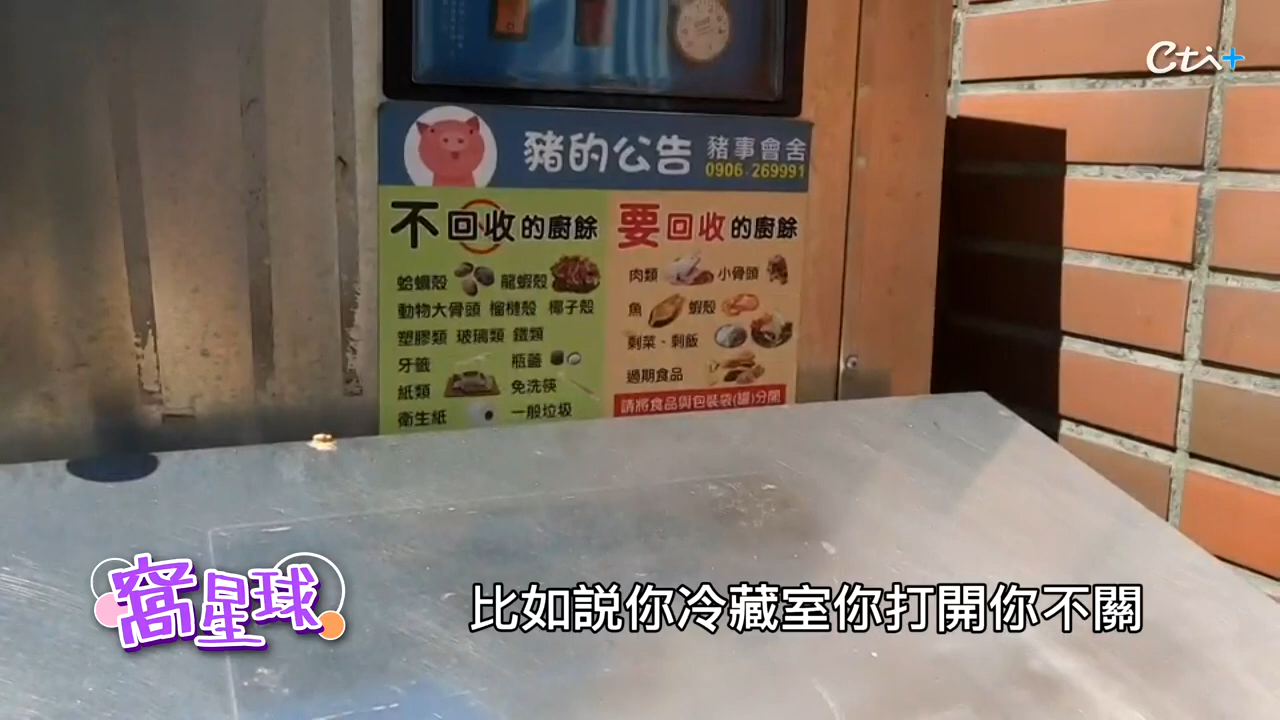 Cti+
豬的公告 豬事會舍
0906-269991
不回收的廚餘
蛤蠣殼 龍蝦殼
動物大骨頭 榴槤殼 椰子殼
塑膠類 玻璃類 鐵類
牙籤 瓶蓋
紙類 免洗筷
衛生紙 一般垃圾
要回收的廚餘
肉類 小骨頭
魚 蝦殼
剩菜、剩飯
過期食品
請將食品與包裝袋(罐)分開
窩星球
比如說你冷藏室你打開你不關